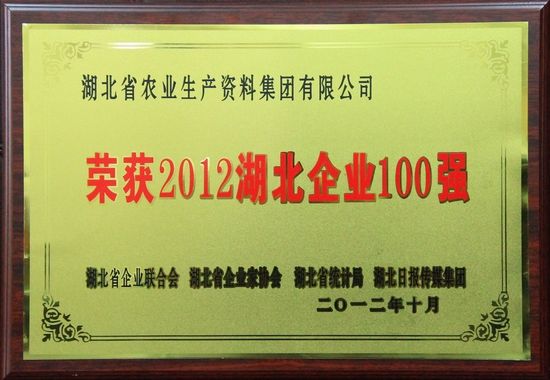 湖北省农业生产资料集团有限公司
荣获2012湖北企业100强
湖北省企业联合会 湖北省企业家协会 湖北省统计局 湖北日报传媒集团
二〇一二年十月